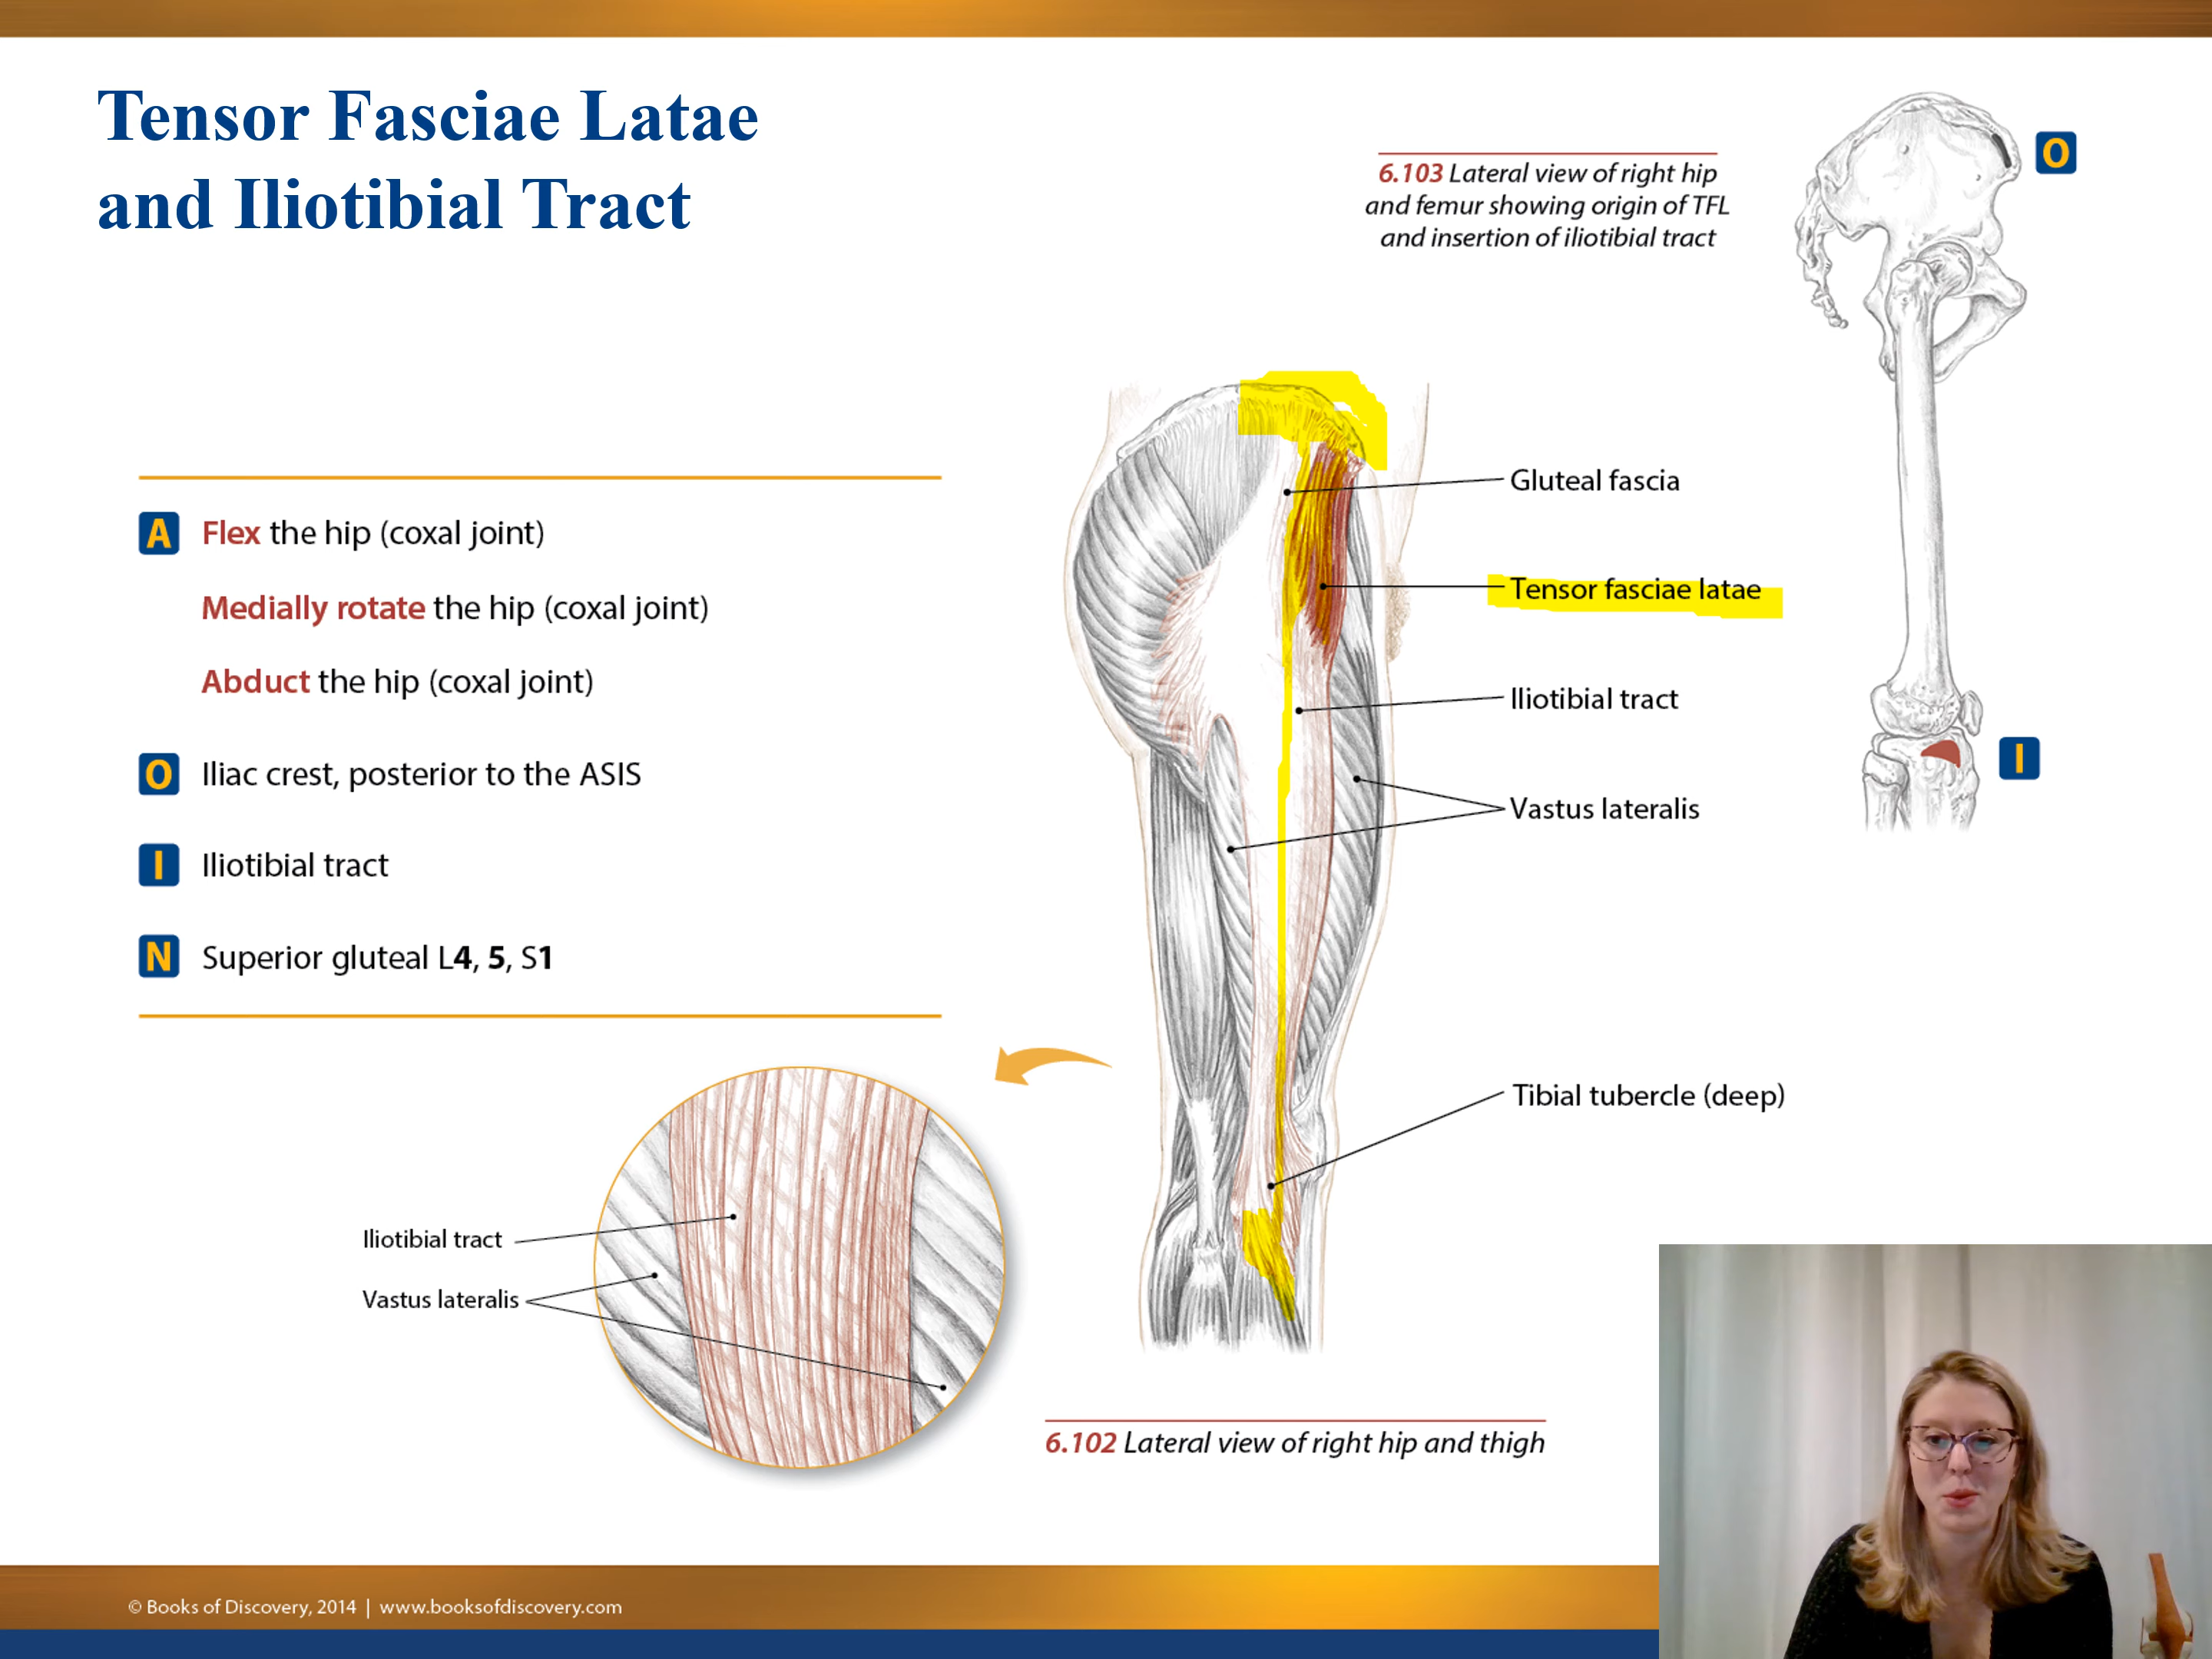 Tensor Fasciae Latae
and Iliotibial Tract
6.103 Lateral view of right hip
and femur showing origin of TFL
and insertion of iliotibial tract
O
I
A Flex the hip (coxal joint)
Medially rotate the hip (coxal joint)
Abduct the hip (coxal joint)
O Iliac crest, posterior to the ASIS
I Iliotibial tract
N Superior gluteal L4, 5, S1
Gluteal fascia
Tensor fasciae latae
Iliotibial tract
Vastus lateralis
Tibial tubercle (deep)
Iliotibial tract
Vastus lateralis
6.102 Lateral view of right hip and thigh
© Books of Discovery, 2014 | www.booksofdiscovery.com